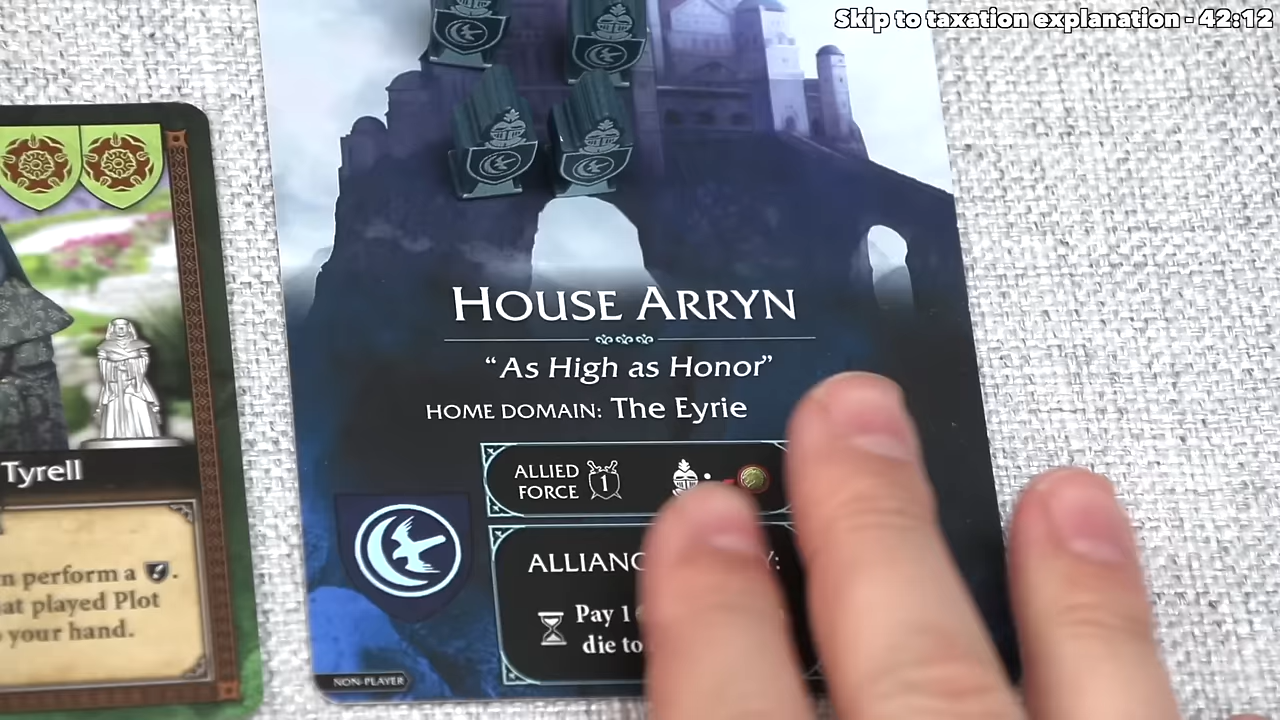 Skip to taxation explanation - 42:12
HOUSE ARRYN
"As High as Honor"
HOME DOMAIN: The Eyrie
ALLIED
FORCE 1
Tyrell
perform a
at played Plot
your hand.
Pay 1
die to
NON-PLAYER